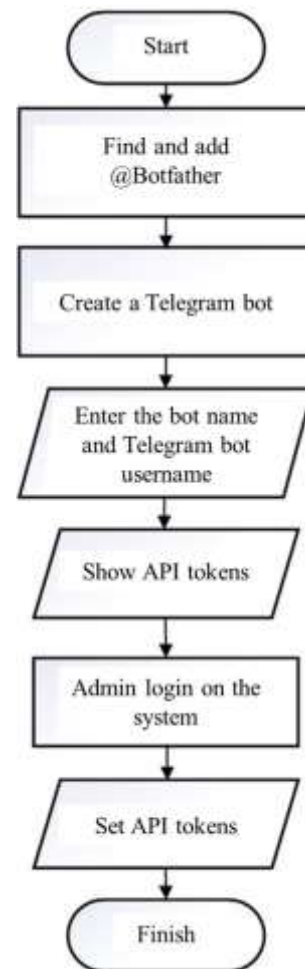 Start
Find and add
@Botfather
Create a Telegram bot
Enter the bot name
and Telegram bot
username
Show API tokens
Admin login on the
system
Set API tokens
Finish